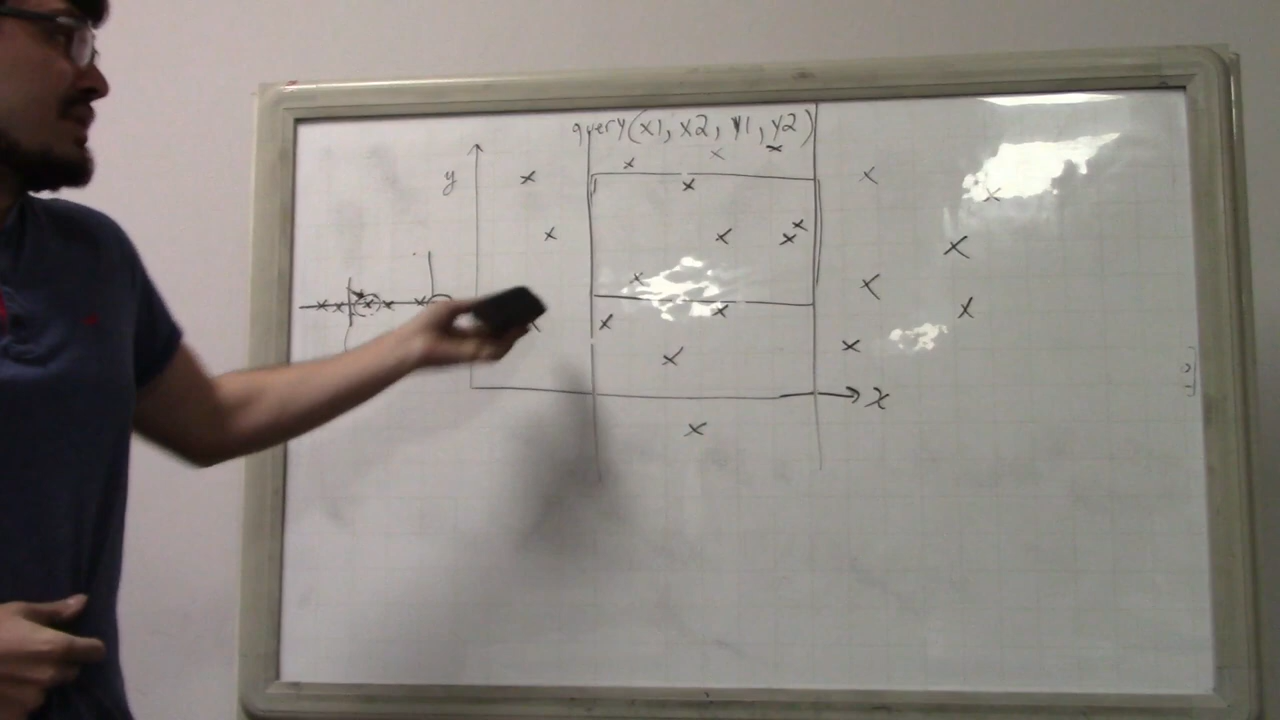 query(x1, x2, y1, y2)
y
x